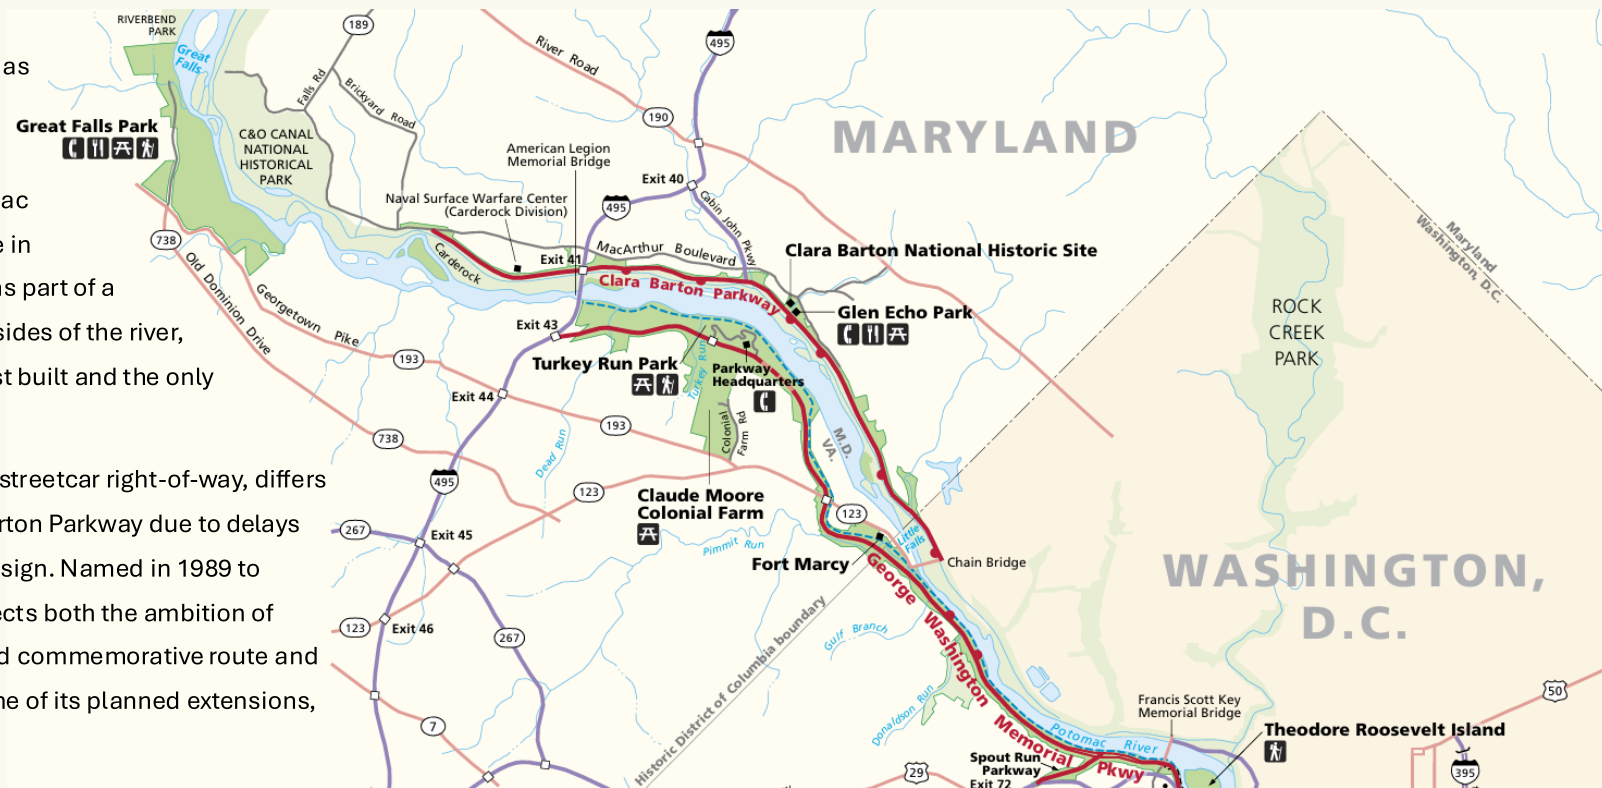 as
ac
e in
as part of a
sides of the river,
st built and the only
streetcar right-of-way, differs
rton Parkway due to delays
sign. Named in 1989 to
ects both the ambition of
d commemorative route and
ne of its planned extensions,
RIVERBEND
PARK
Great
Falls
189
Falls Rd
Brickyard Road
River Road
495
190
MARYLAND
Great Falls Park
C&O CANAL
NATIONAL
HISTORICAL
PARK
American Legion
Memorial Bridge
Exit 40
Cabin John Pkwy
Naval Surface Warfare Center
(Carderock Division)
495
738
Carderock
Exit 41
MacArthur Boulevard
Clara Barton National Historic Site
Clara Barton Parkway
Glen Echo Park
Maryland
Washington, D.C.
ROCK
CREEK
PARK
Old Dominion Drive
Georgetown Pike
193
Exit 43
Turkey Run Park
Turkey Run
Parkway
Headquarters
Exit 44
193
738
Colonial
Farm Rd
M.D.
VA.
Dead Run
495
123
Claude Moore
Colonial Farm
123
267
Exit 45
Pimmit Run
Little
Falls
Chain Bridge
Fort Marcy
WASHINGTON,
D.C.
George Washington Memorial Pkwy
123
Exit 46
267
Gulf Branch
Historic District of Columbia boundary
Donaldson Run
7
Francis Scott Key
Memorial Bridge
50
Potomac River
Theodore Roosevelt Island
Spout Run
Parkway
Exit 72
29
395